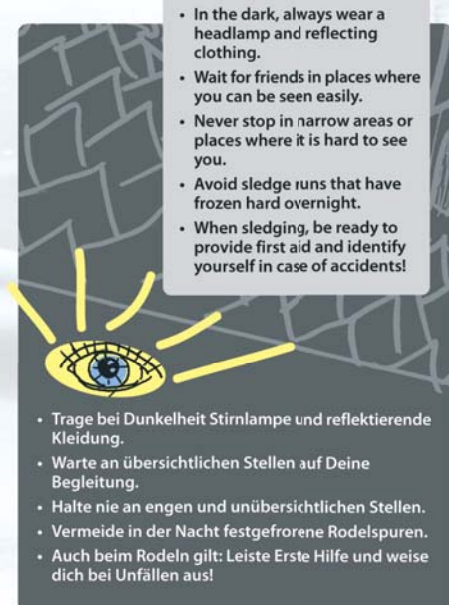 • In the dark, always wear a
headlamp and reflecting
clothing.
• Wait for friends in places where
you can be seen easily.
• Never stop in narrow areas or
places where it is hard to see
you.
• Avoid sledge runs that have
frozen hard overnight.
• When sledging, be ready to
provide first aid and identify
yourself in case of accidents!
• Trage bei Dunkelheit Stirnlampe und reflektierende
Kleidung.
• Warte an übersichtlichen Stellen auf Deine
Begleitung.
• Halte nie an engen und unübersichtlichen Stellen.
• Vermeide in der Nacht festgefrorene Rodelspuren.
• Auch beim Rodeln gilt: Leiste Erste Hilfe und weise
dich bei Unfällen aus!